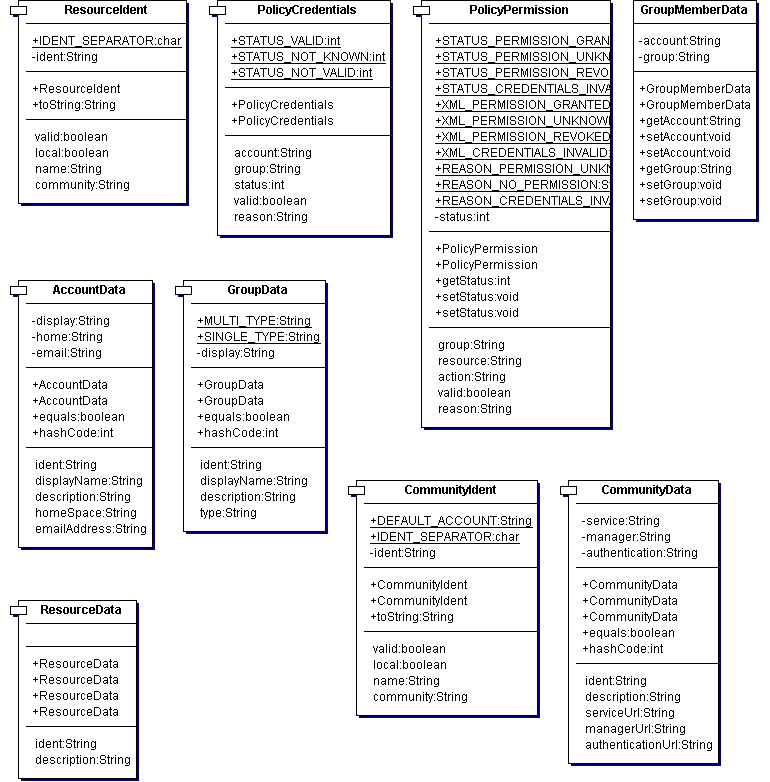 ResourceIdent
+IDENT_SEPARATOR:char
-ident:String
+ResourceIdent
+toString:String
valid:boolean
local:boolean
name:String
community:String
PolicyCredentials
+STATUS_VALID:int
+STATUS_NOT_KNOWN:int
+STATUS_NOT_VALID:int
+PolicyCredentials
+PolicyCredentials
account:String
group:String
status:int
valid:boolean
reason:String
PolicyPermission
+STATUS_PERMISSION_GRAN
+STATUS_PERMISSION_UNKN
+STATUS_PERMISSION_REVO
+STATUS_CREDENTIALS_INVA
+XML_PERMISSION_GRANTED
+XML_PERMISSION_UNKNOWN
+XML_PERMISSION_REVOKED
+XML_CREDENTIALS_INVALID:
+REASON_PERMISSION_UNKN
+REASON_NO_PERMISSION:S
+REASON_CREDENTIALS_INVA
-status:int
+PolicyPermission
+PolicyPermission
+getStatus:int
+setStatus:void
+setStatus:void
group:String
resource:String
action:String
valid:boolean
reason:String
GroupMemberData
-account:String
-group:String
+GroupMemberData
+GroupMemberData
+getAccount:String
+setAccount:void
+setAccount:void
+getGroup:String
+setGroup:void
+setGroup:void
AccountData
-display:String
-home:String
-email:String
+AccountData
+AccountData
+equals:boolean
+hashCode:int
ident:String
displayName:String
description:String
homeSpace:String
emailAddress:String
GroupData
+MULTI_TYPE:String
+SINGLE_TYPE:String
-display:String
+GroupData
+GroupData
+equals:boolean
+hashCode:int
ident:String
displayName:String
description:String
type:String
CommunityIdent
+DEFAULT_ACCOUNT:String
+IDENT_SEPARATOR:char
-ident:String
+CommunityIdent
+CommunityIdent
+toString:String
valid:boolean
local:boolean
name:String
community:String
CommunityData
-service:String
-manager:String
-authentication:String
+CommunityData
+CommunityData
+CommunityData
+equals:boolean
+hashCode:int
ident:String
description:String
serviceUrl:String
managerUrl:String
authenticationUrl:String
ResourceData
+ResourceData
+ResourceData
+ResourceData
+ResourceData
ident:String
description:String